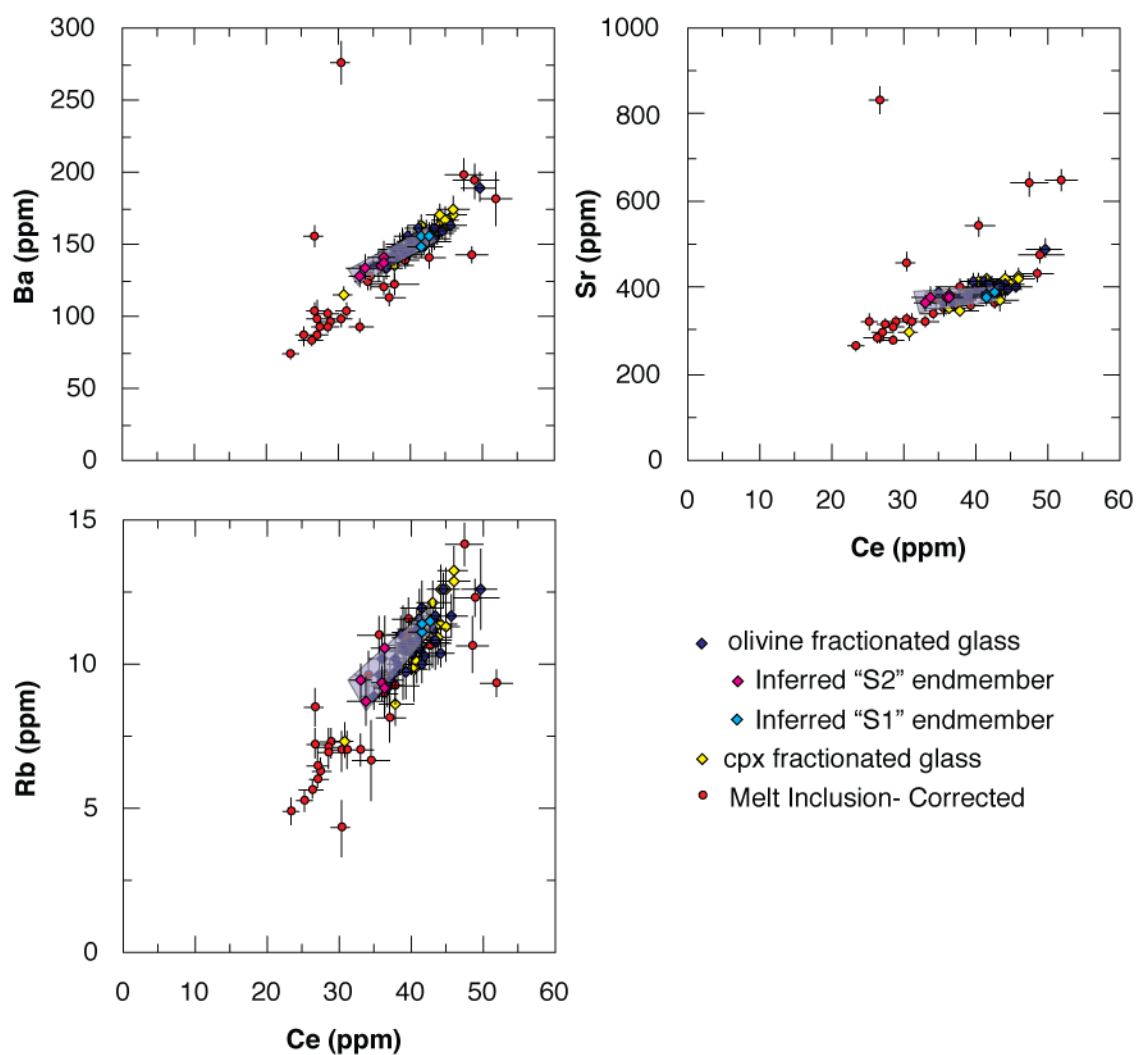 300
250
200
150
100
50
0
Ba (ppm)
1000
800
600
400
200
0
Sr (ppm)
0 10 20 30 40 50 60
Ce (ppm)
15
10
5
0
Rb (ppm)
0 10 20 30 40 50 60
Ce (ppm)
olivine fractionated glass
Inferred “S2” endmember
Inferred “S1” endmember
cpx fractionated glass
Melt Inclusion- Corrected